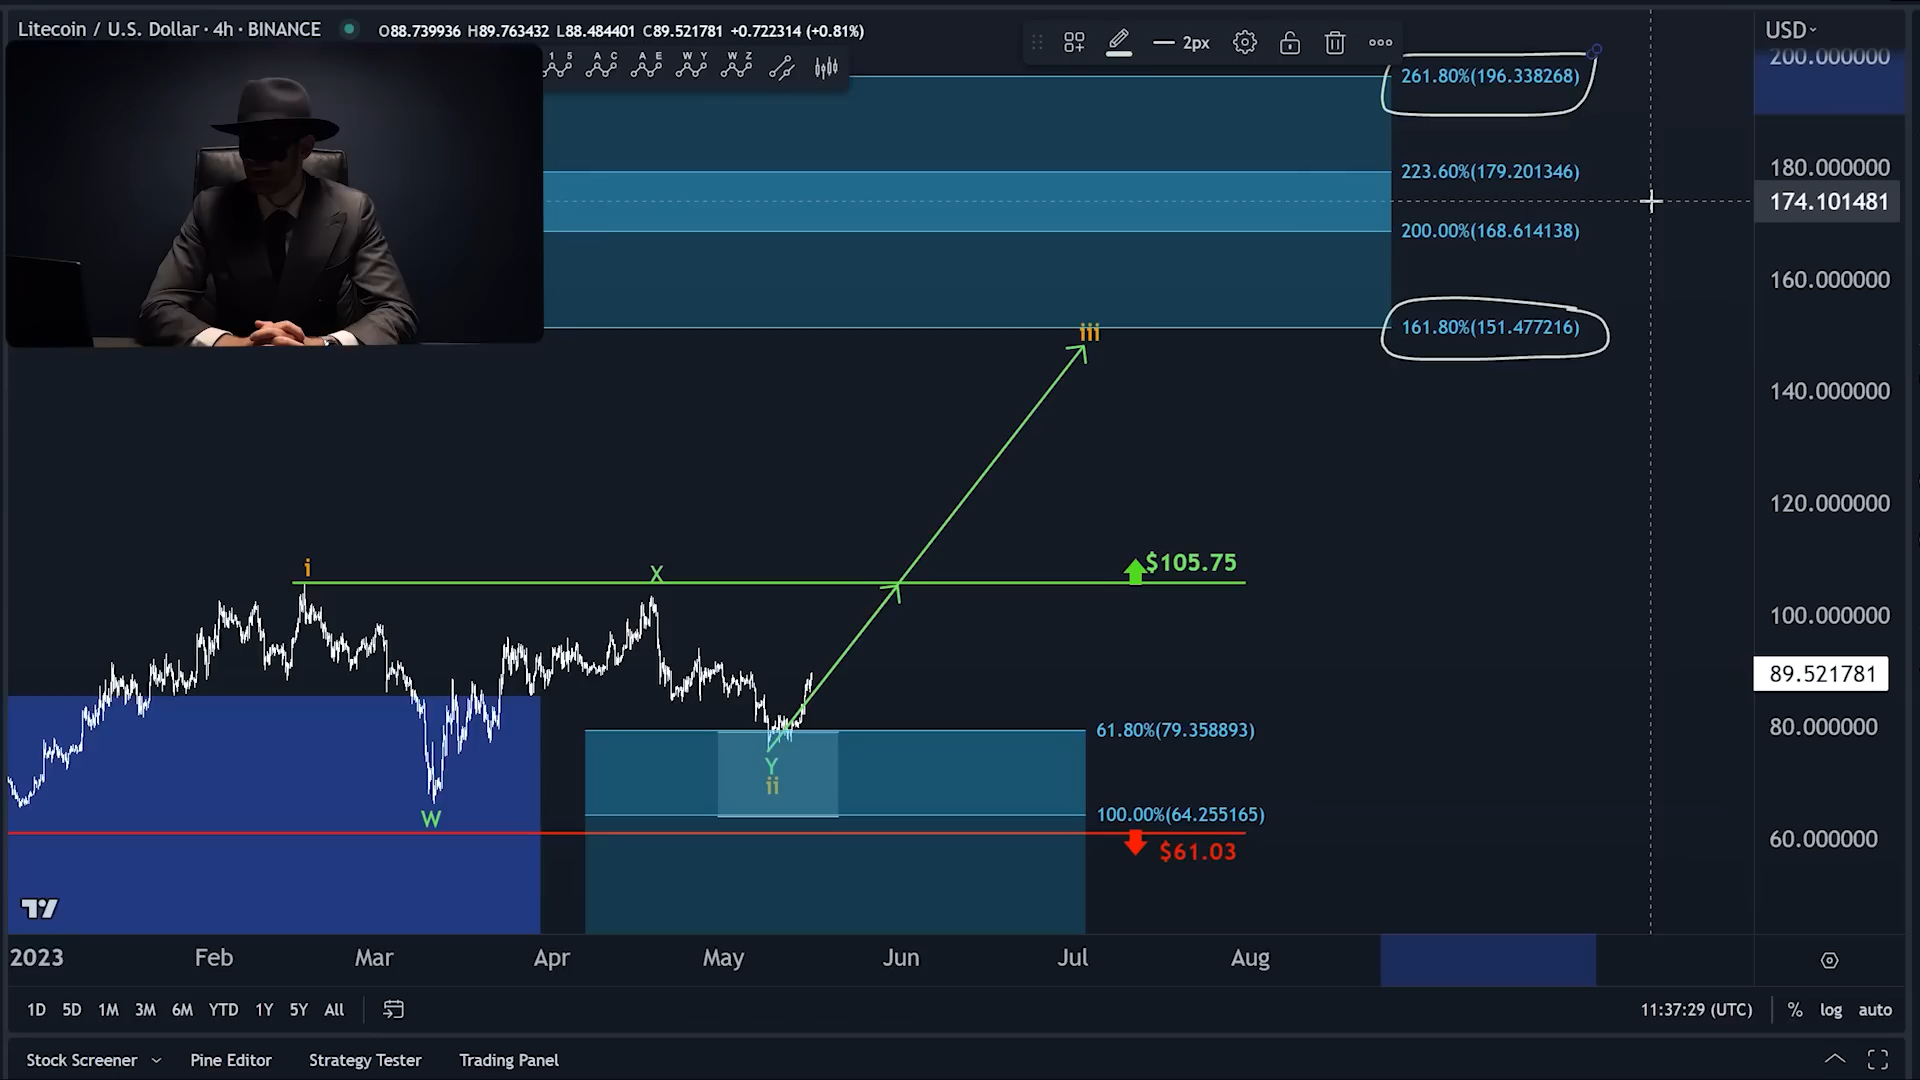 Litecoin / U.S. Dollar · 4h · BINANCE
O88.739936 H89.763432 L88.484401 C89.521781 +0.722314 (+0.81%)
2px
USD
1 5
A C
A E
W Y
W Z
200.000000
261.80%(196.338268)
223.60%(179.201346)
180.000000
174.101481
200.00%(168.614138)
160.000000
161.80%(151.477216)
iii
140.000000
120.000000
i
X
$105.75
100.000000
89.521781
61.80%(79.358893)
80.000000
Y
ii
W
100.00%(64.255165)
$61.03
60.000000
2023 Feb Mar Apr May Jun Jul Aug
1D 5D 1M 3M 6M YTD 1Y 5Y All
11:37:29 (UTC) % log auto
Stock Screener Pine Editor Strategy Tester Trading Panel